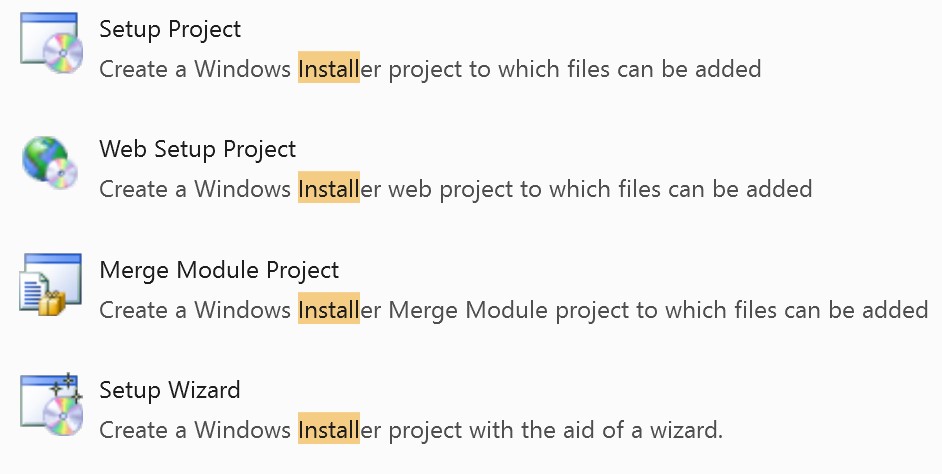 Setup Project
Create a Windows Installer project to which files can be added
Web Setup Project
Create a Windows Installer web project to which files can be added
Merge Module Project
Create a Windows Installer Merge Module project to which files can be added
Setup Wizard
Create a Windows Installer project with the aid of a wizard.